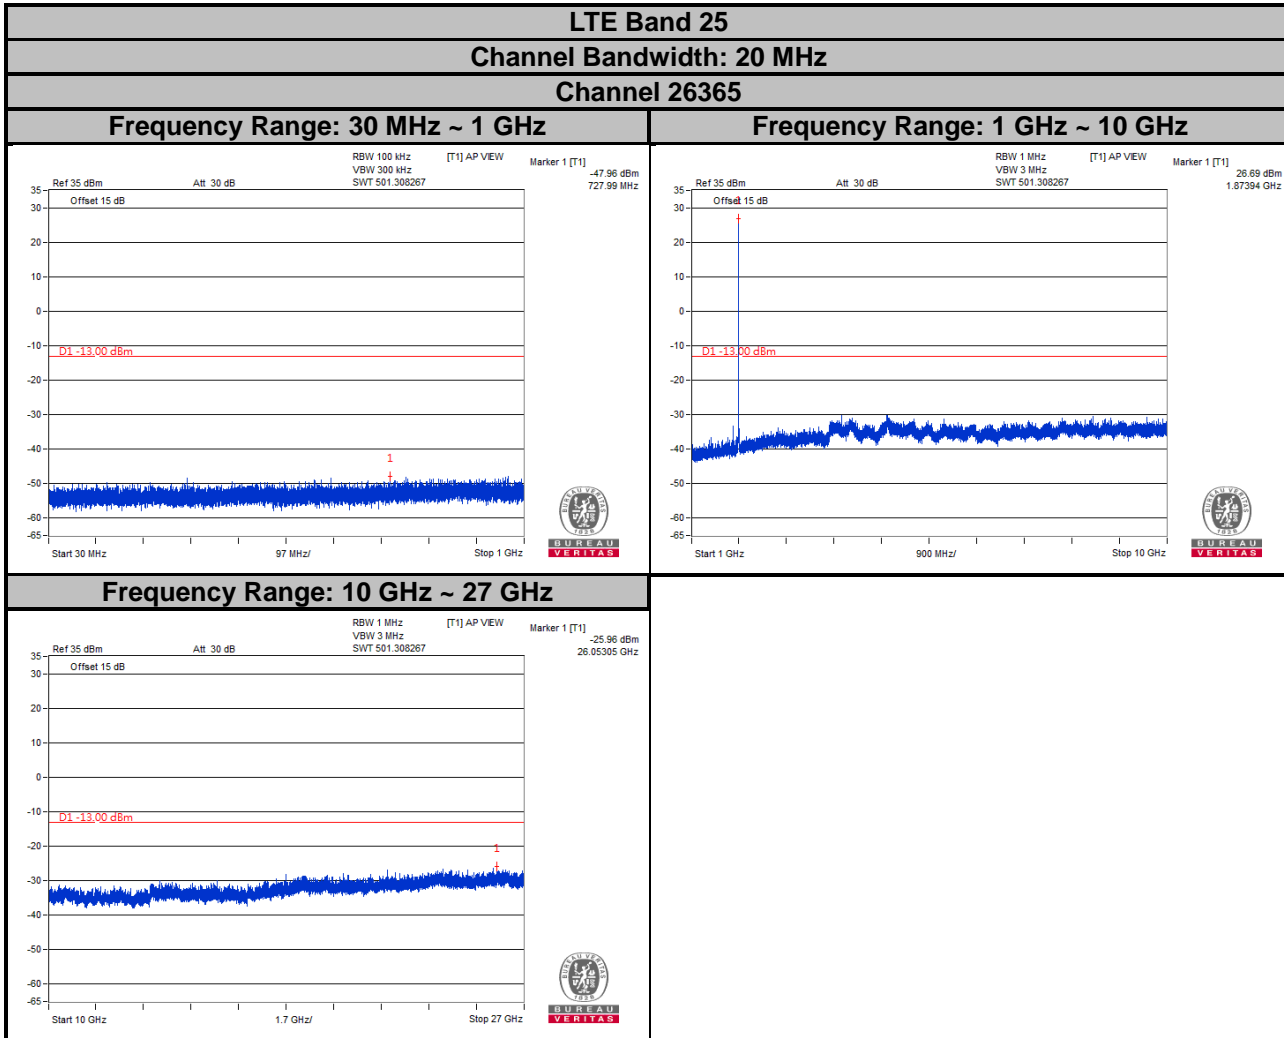 LTE Band 25
Channel Bandwidth: 20 MHz
Channel 26365
Frequency Range: 30 MHz ~ 1 GHz
Frequency Range: 1 GHz ~ 10 GHz
RBW 100 kHz
[T1] AP VIEW
Marker 1 [T1]
VBW 300 kHz
-47.96 dBm
Ref 35 dBm
Att 30 dB
SWT 501.308267
727.99 MHz
35
Offset 15 dB
30
20
10
0
-10
D1 -13.00 dBm
-20
-30
-40
1
-50
-60
-65
Start 30 MHz
97 MHz/
Stop 1 GHz
BUREAU VERITAS
1828
BUREAU
VERITAS
RBW 1 MHz
[T1] AP VIEW
Marker 1 [T1]
VBW 3 MHz
26.69 dBm
Ref 35 dBm
Att 30 dB
SWT 501.308267
1.87394 GHz
35
Offset 15 dB
1
30
20
10
0
-10
D1 -13.00 dBm
-20
-30
-40
-50
-60
-65
Start 1 GHz
900 MHz/
Stop 10 GHz
BUREAU VERITAS
1828
BUREAU
VERITAS
Frequency Range: 10 GHz ~ 27 GHz
RBW 1 MHz
[T1] AP VIEW
Marker 1 [T1]
VBW 3 MHz
-25.96 dBm
Ref 35 dBm
Att 30 dB
SWT 501.308267
26.05305 GHz
35
Offset 15 dB
30
20
10
0
-10
D1 -13.00 dBm
-20
1
-30
-40
-50
-60
-65
Start 10 GHz
1.7 GHz/
Stop 27 GHz
BUREAU VERITAS
1828
BUREAU
VERITAS